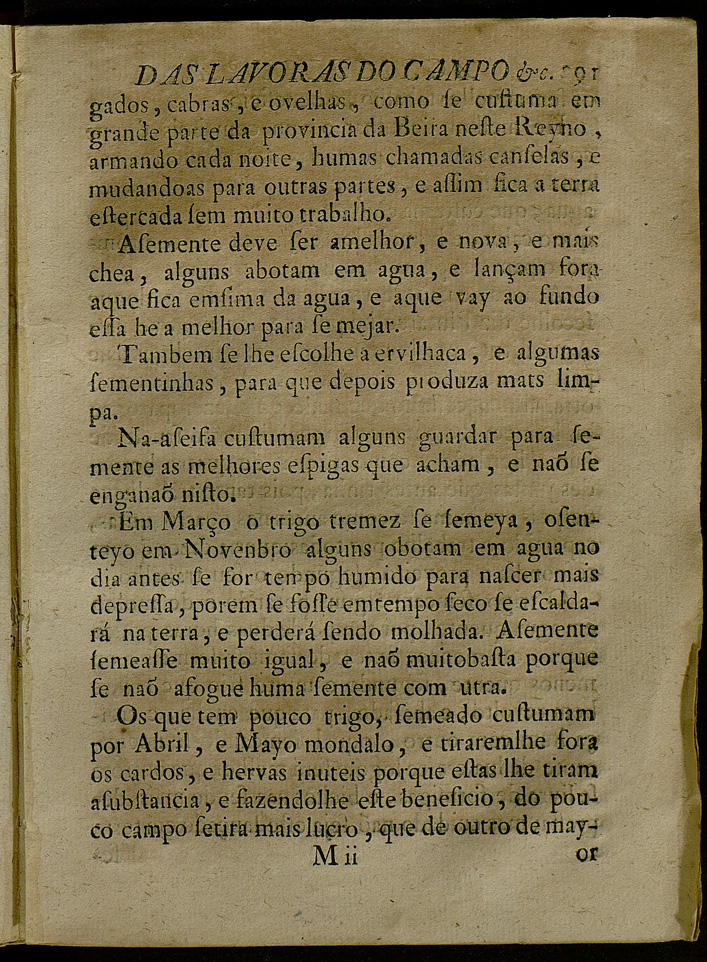 DAS LAVORAS DO CAMPO &c. 91
gados, cabras, e ovelhas, como ſe cuſtuma em
grande parte da provincia da Beira neſte Reyno,
armando cada noite, humas chamadas canſelas, e
mudandoas para outras partes, e aſſim fica a terra
eſtercada ſem muito trabalho.
Aſemente deve ſer amelhor, e nova, e mais
chea, alguns abotam em agua, e lançam fora
aque fica emſima da agua, e aque vay ao fundo
eſſa he a melhor para ſe mejar.
Tambem ſe lhe eſcolhe a ervilhaca, e algumas
ſementinhas, para que depois produza mats lim-
pa.
Na-aſeifa cuſtumam alguns guardar para ſe-
mente as melhores eſpigas que acham, e naõ ſe
enganaõ niſto.
Em Março o trigo tremez ſe ſemeya, oſen-
teyo em Novenbro alguns obotam em agua no
dia antes ſe for tempo humido para naſcer mais
depreſſa, porem ſe foſſe emtempo ſeco ſe eſcalda-
rá na terra, e perderá ſendo molhada. Aſemente
ſemeaſſe muito igual, e naõ muitobaſta porque
ſe naõ afogue huma ſemente com utra.
Os que tem pouco trigo, ſemeado cuſtumam
por Abril, e Mayo mondalo, e tiraremlhe fora
os cardos, e hervas inuteis porque eſtas lhe tiram
aſubſtancia, e fazendolhe eſte beneficio, do pou-
co campo ſetira mais lucro, que de outro de may-
M ii or